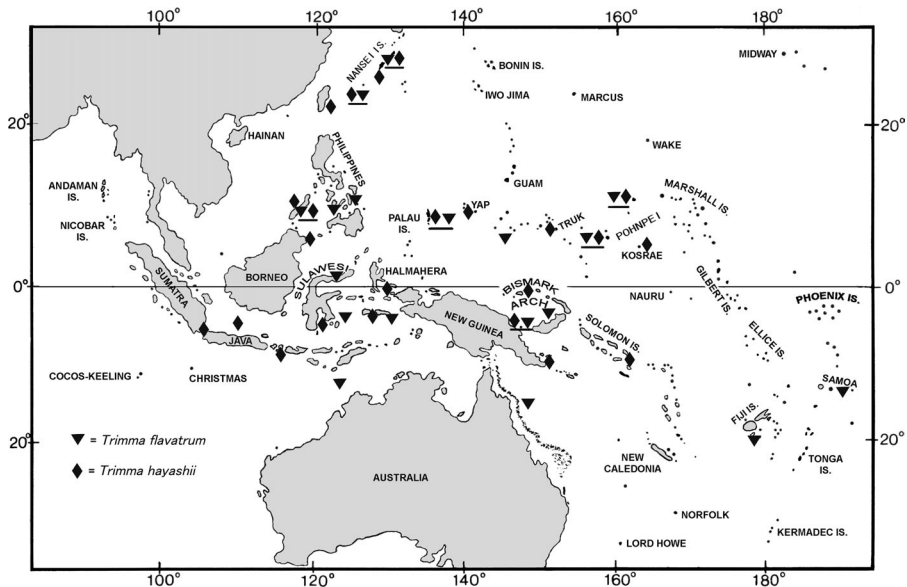 100° 120° 140° 160° 180°
MIDWAY
NANSEI IS.
BONIN IS.
IWO JIMA
MARCUS
20° 20°
HAINAN
PHILIPPINES
WAKE
ANDAMAN
IS.
GUAM
MARSHALL IS.
NICOBAR
IS.
PALAU
IS.
YAP
TRUK
POHNPE I
KOSRAE
SUMATRA
BORNEO
SULAWESI
HALMAHERA
BISMARK
ARCH
0° 0°
NAURU
GILBERT IS.
PHOENIX IS.
NEW GUINEA
SOLOMON IS.
ELLICE IS.
JAVA
COCOS-KEELING
CHRISTMAS
SAMOA
FIJI IS.
20° 20°
= Trimma flavatrum
= Trimma hayashii
AUSTRALIA
NEW
CALEDONIA
TONGA
IS.
NORFOLK
KERMADEC IS.
LORD HOWE
100° 120° 140° 160° 180°